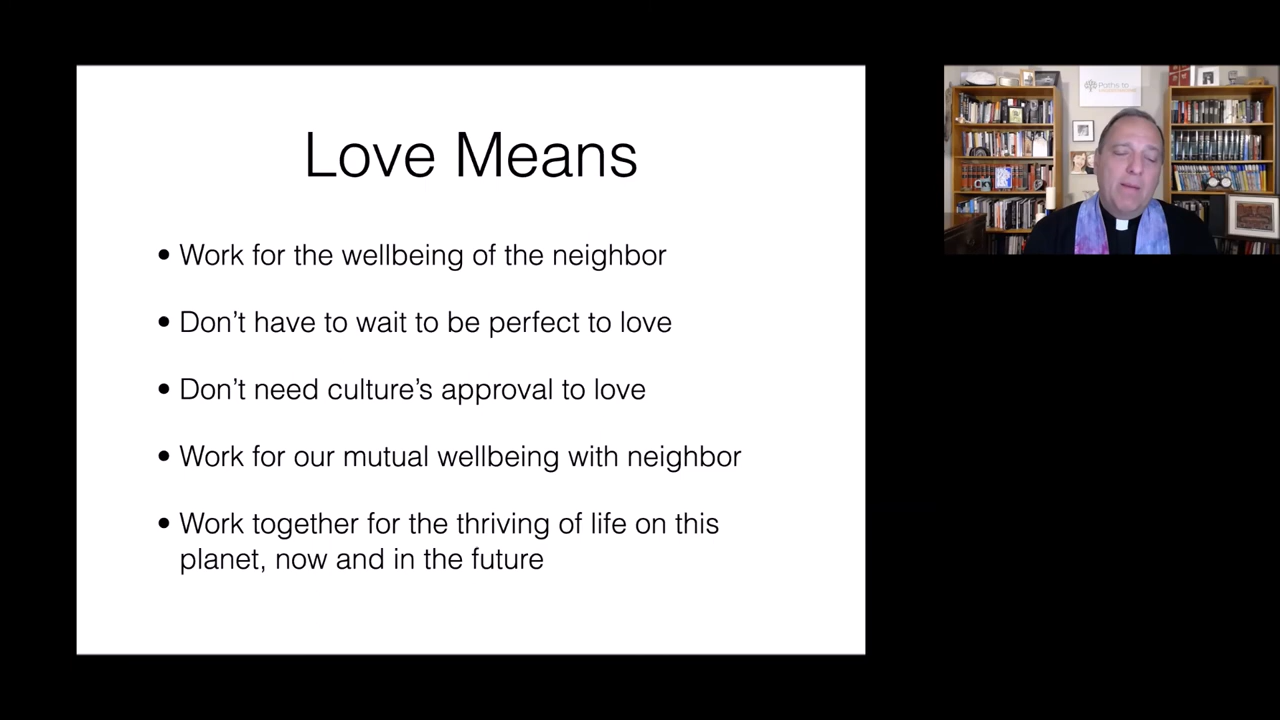 Love Means
• Work for the wellbeing of the neighbor
• Don’t have to wait to be perfect to love
• Don’t need culture’s approval to love
• Work for our mutual wellbeing with neighbor
• Work together for the thriving of life on this
planet, now and in the future
Paths to